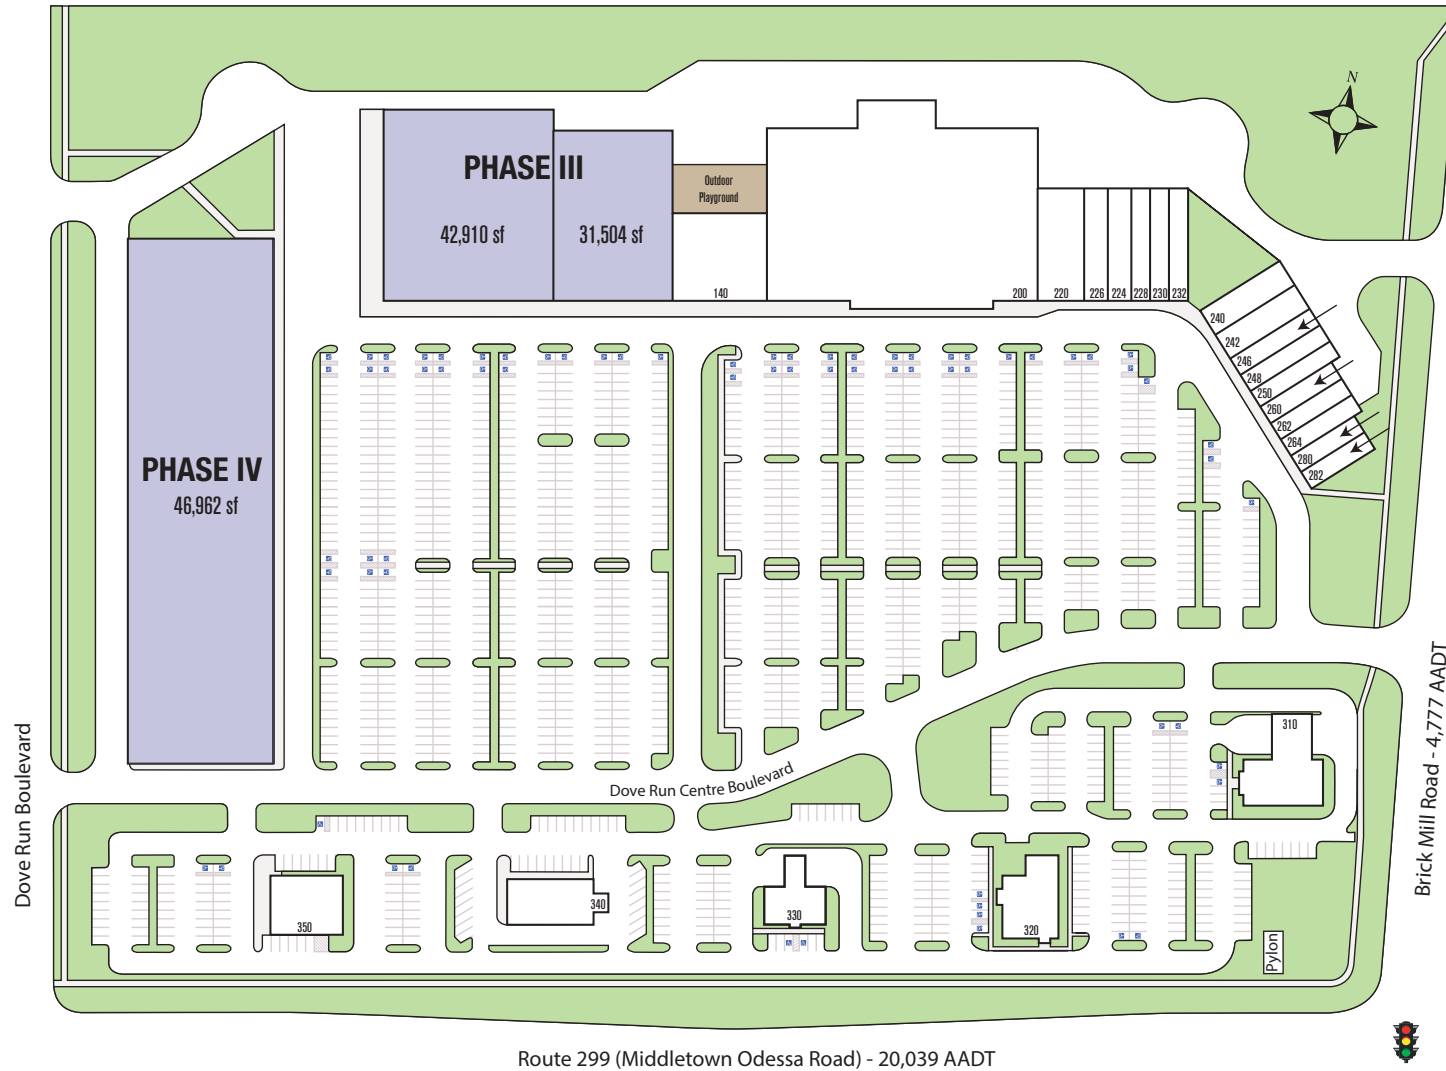 N
PHASE III
Outdoor
Playground
42,910 sf
31,504 sf
140
200
220
226
224
228
230
232
240
242
246
248
250
260
262
264
280
282
PHASE IV
46,962 sf
Dove Run Boulevard
Dove Run Centre Boulevard
Brick Mill Road - 4,777 AADT
310
320
330
340
350
Pylon
Route 299 (Middletown Odessa Road) - 20,039 AADT